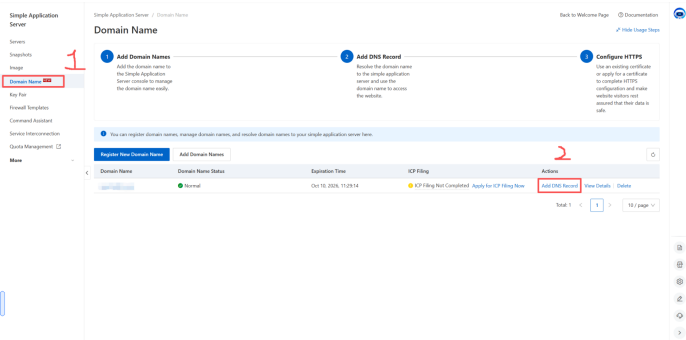 Simple Application
Server
Servers
Snapshots
Image
Domain Name
Key Pair
Firewall Templates
Command Assistant
Service Interconnection
Quota Management
More
1
Simple Application Server / Domain Name
Back to Welcome Page
Documentation
Domain Name
Hide Usage Steps
1 Add Domain Names
Add the domain name to
the Simple Application
Server console to manage
the domain name easily.
2 Add DNS Record
Resolve the domain name
to the simple application
server and use the
domain name to access
the website.
3 Configure HTTPS
Use an existing certificate
or apply for a certificate
to complete HTTPS
configuration and make
website visitors rest
assured that their data is
safe.
You can register domain names, manage domain names, and resolve domain names to your simple application server here.
Register New Domain Name
Add Domain Names
2
Domain Name Domain Name Status Expiration Time ICP Filing Actions
Normal Oct 10, 2026, 11:29:14 ICP Filing Not Completed Apply for ICP Filing Now Add DNS Record View Details Delete
Total: 1 < 1 > 10 / page